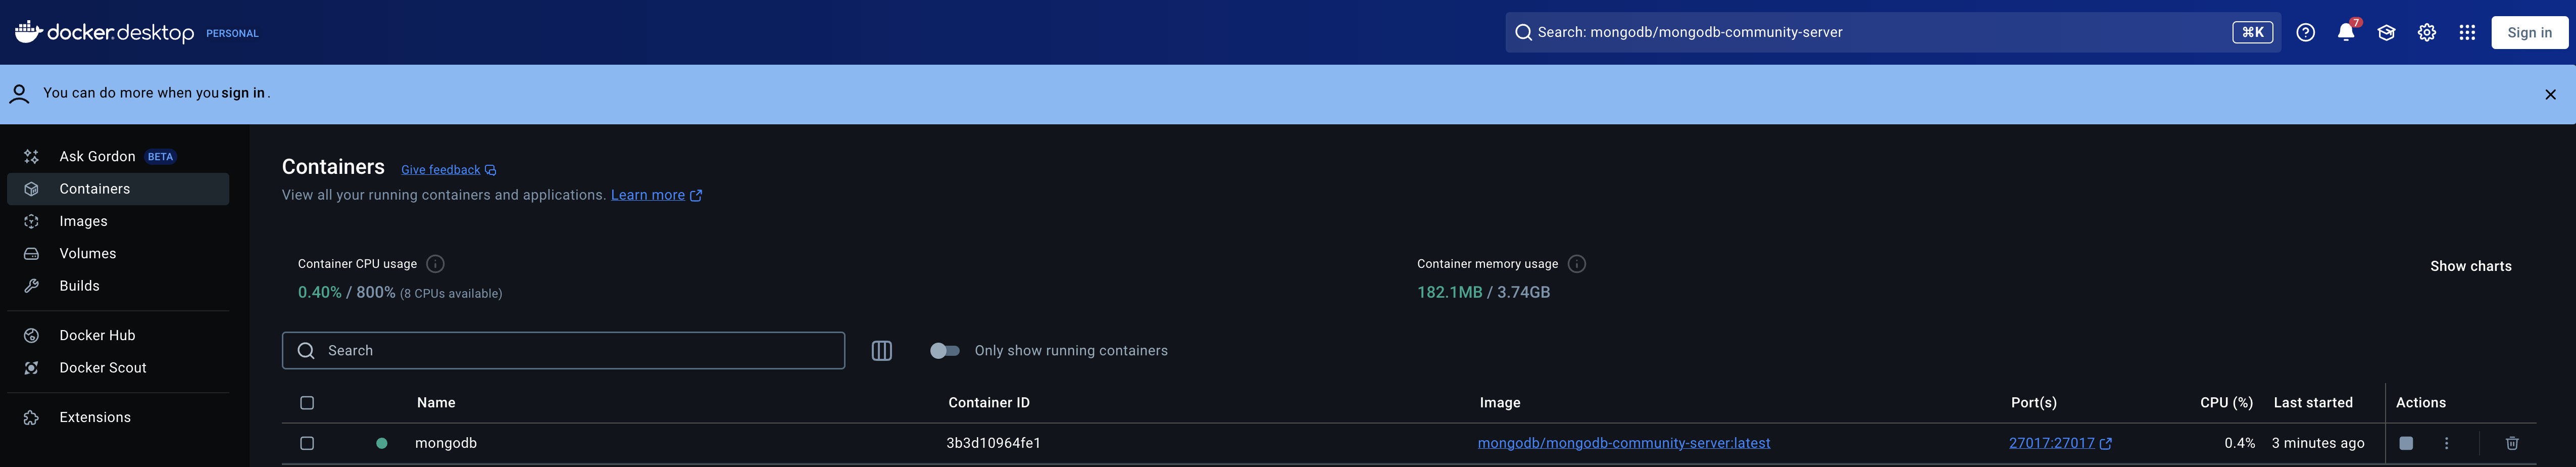 docker.desktop PERSONAL
Search: mongodb/mongodb-community-server ⌘K 7 Sign in
You can do more when you sign in.
Ask Gordon BETA
Containers
Images
Volumes
Builds
Docker Hub
Docker Scout
Extensions
Containers Give feedback
View all your running containers and applications. Learn more
Container CPU usage
0.40% / 800% (8 CPUs available)
Container memory usage
182.1MB / 3.74GB
Show charts
Search
Only show running containers
Name Container ID Image Port(s) CPU (%) Last started Actions
mongodb 3b3d10964fe1 mongodb/mongodb-community-server:latest 27017:27017 0.4% 3 minutes ago